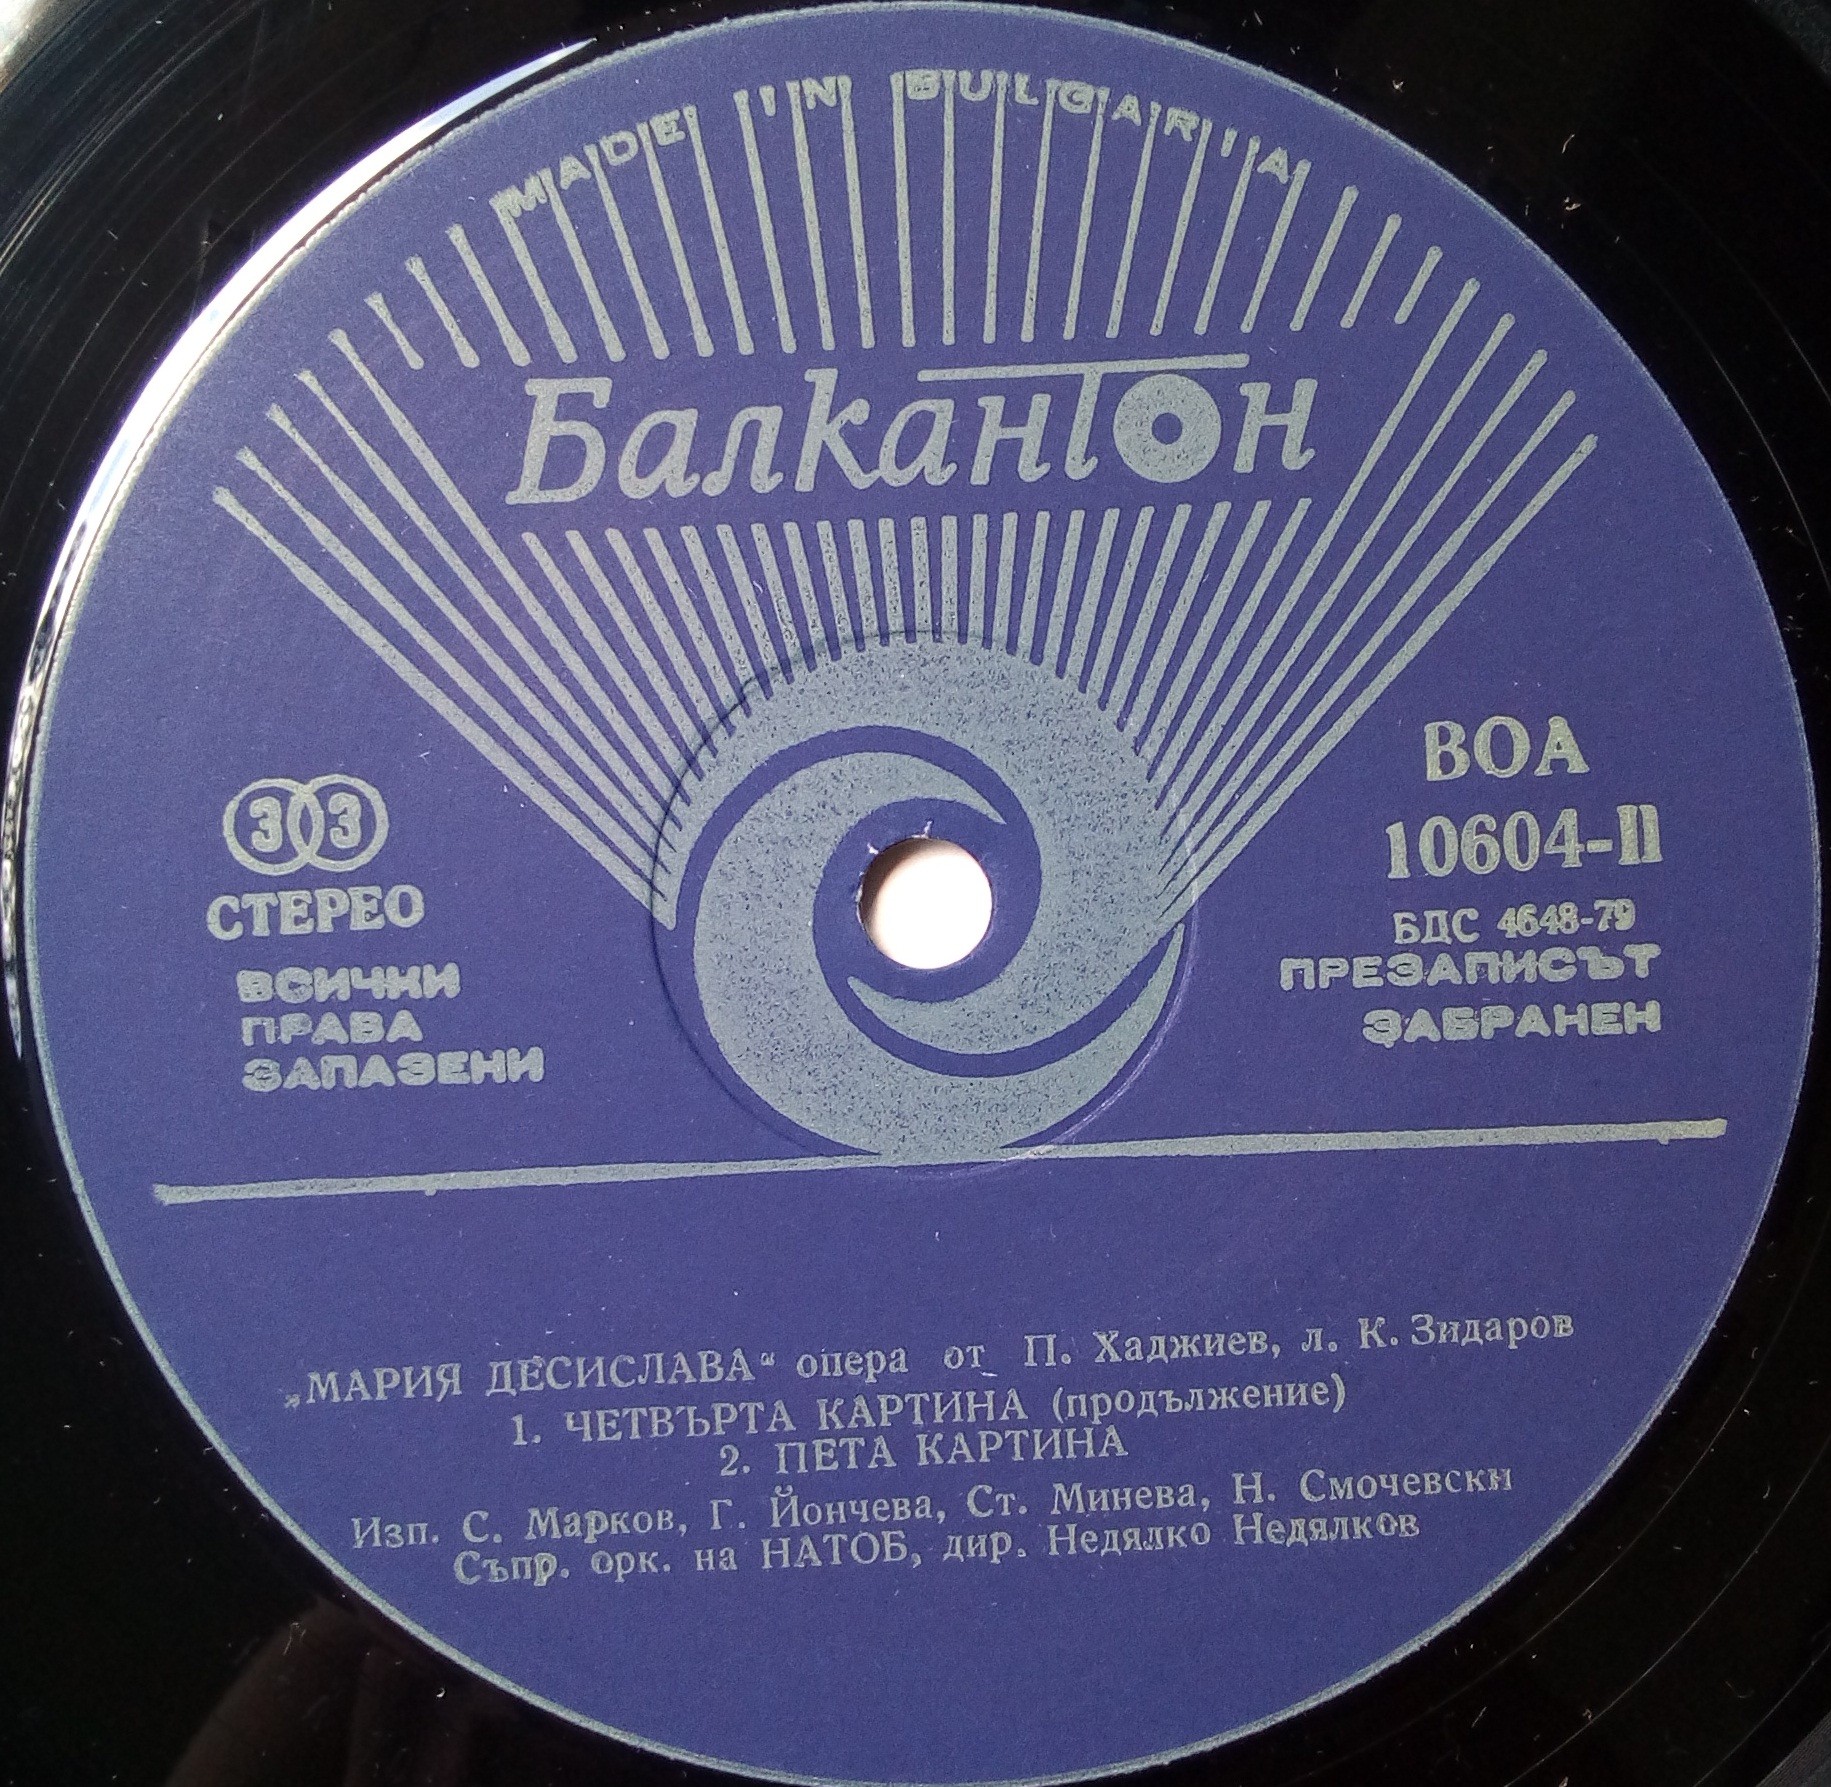 MADE IN BULGARIA
Балкантон
33
СТЕРЕО
ВСИЧКИ
ПРАВА
ЗАПАЗЕНИ
ВОА
10604-II
БДС 4648-79
ПРЕЗАПИСЪТ
ЗАБРАНЕН
„МАРИЯ ДЕСИСЛАВА“ опера от П. Хаджиев, л. К. Зидаров
1. ЧЕТВЪРТА КАРТИНА (продължение)
2. ПЕТА КАРТИНА
Изп. С. Марков, Г. Йончева, Ст. Минева, Н. Смочевски
Съпр. орк. на НАТОБ, дир. Недялко Недялков